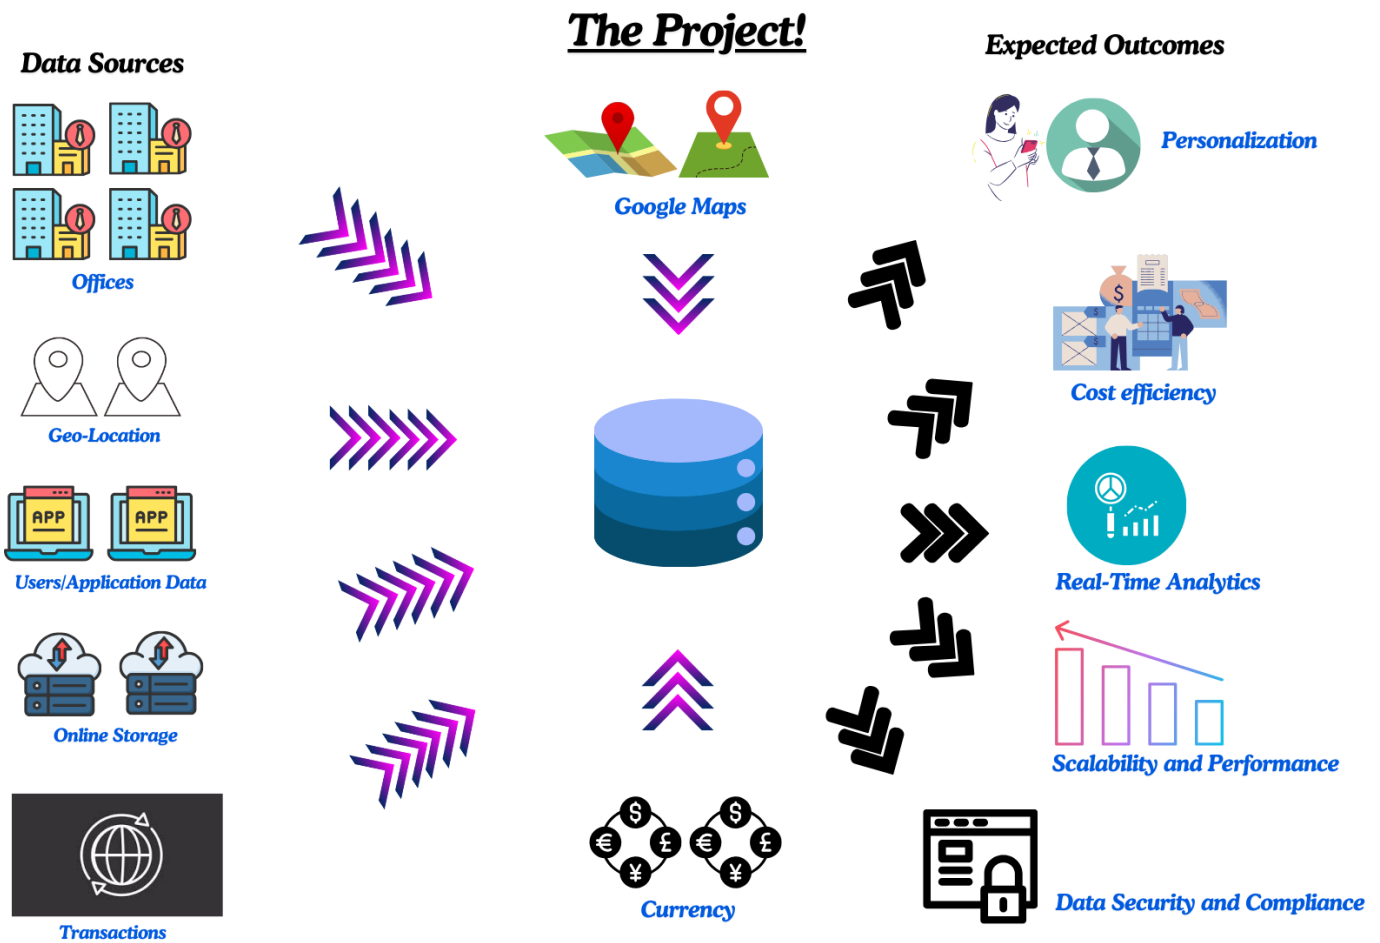 The Project!
Data Sources
Expected Outcomes
Offices
Geo-Location
APP
APP
Users/Application Data
Online Storage
Transactions
Google Maps
$
€
£
¥
$
€
£
¥
Currency
Personalization
$
$
$
Cost efficiency
Real-Time Analytics
Scalability and Performance
Data Security and Compliance